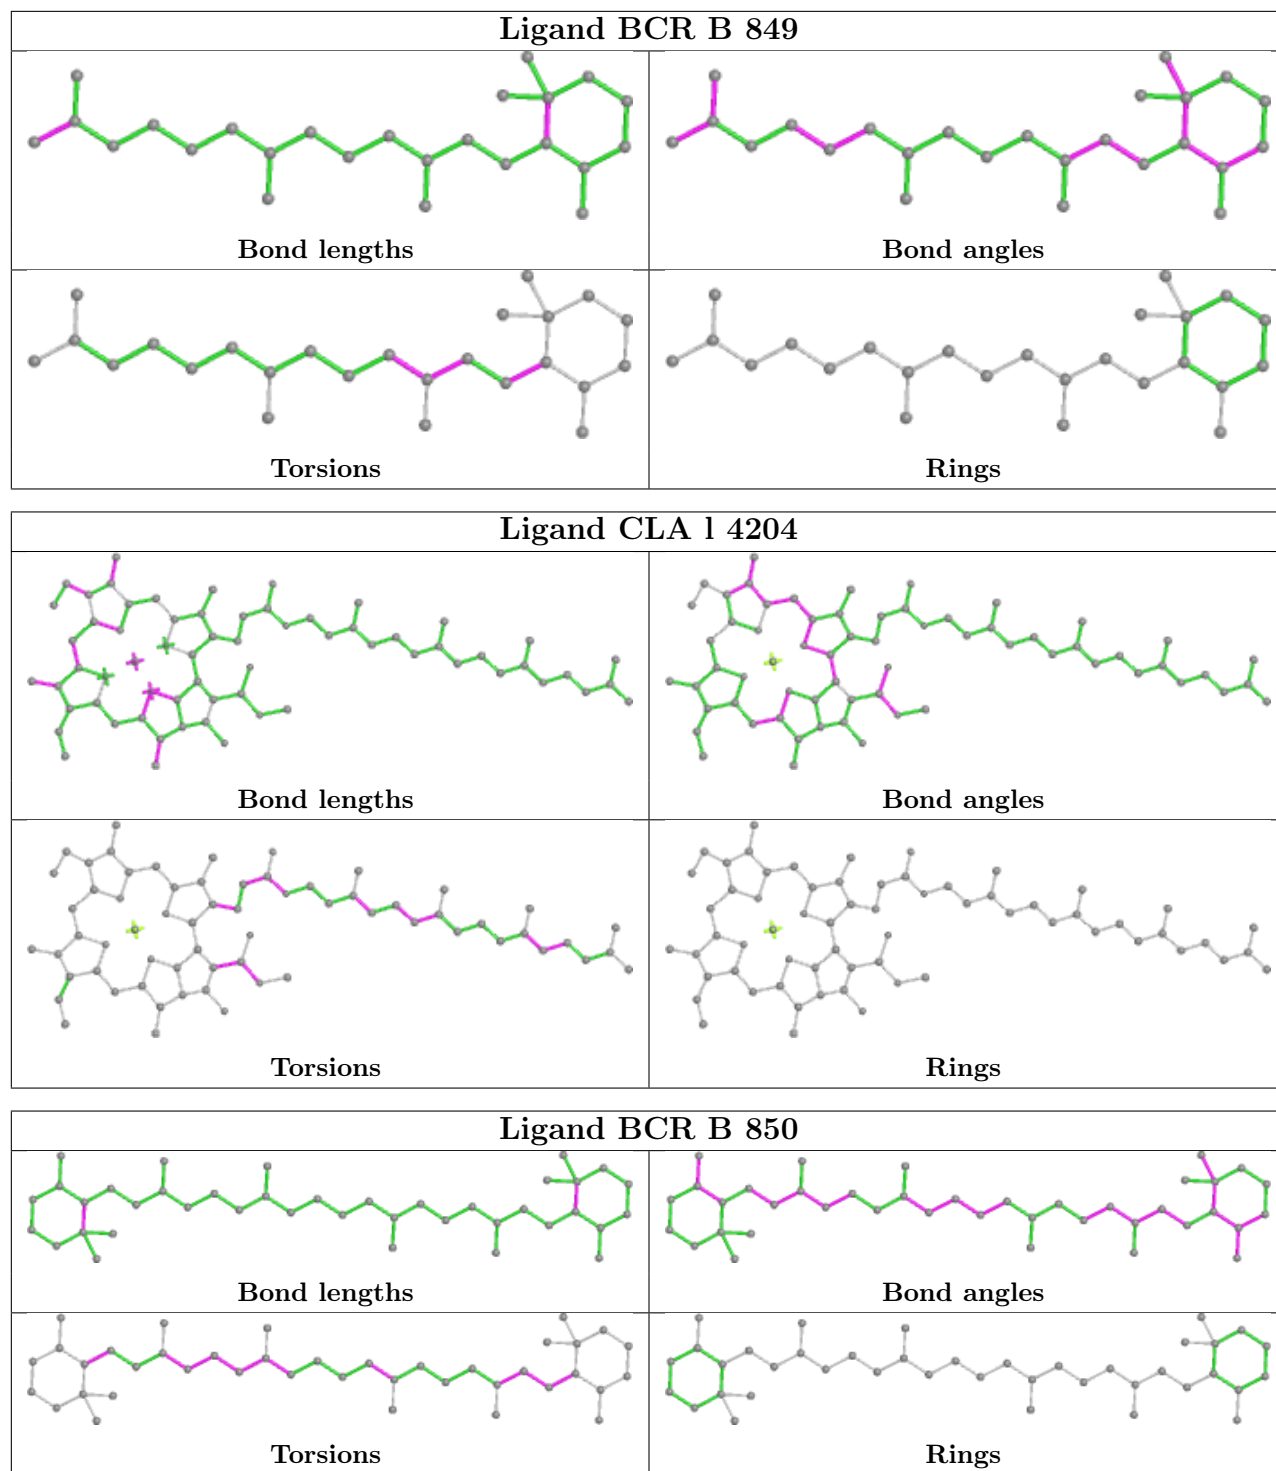 Ligand BCR B 849
Bond lengths
Bond angles
Torsions
Rings
Ligand CLA l 4204
Bond lengths
Bond angles
Torsions
Rings
Ligand BCR B 850
Bond lengths
Bond angles
Torsions
Rings